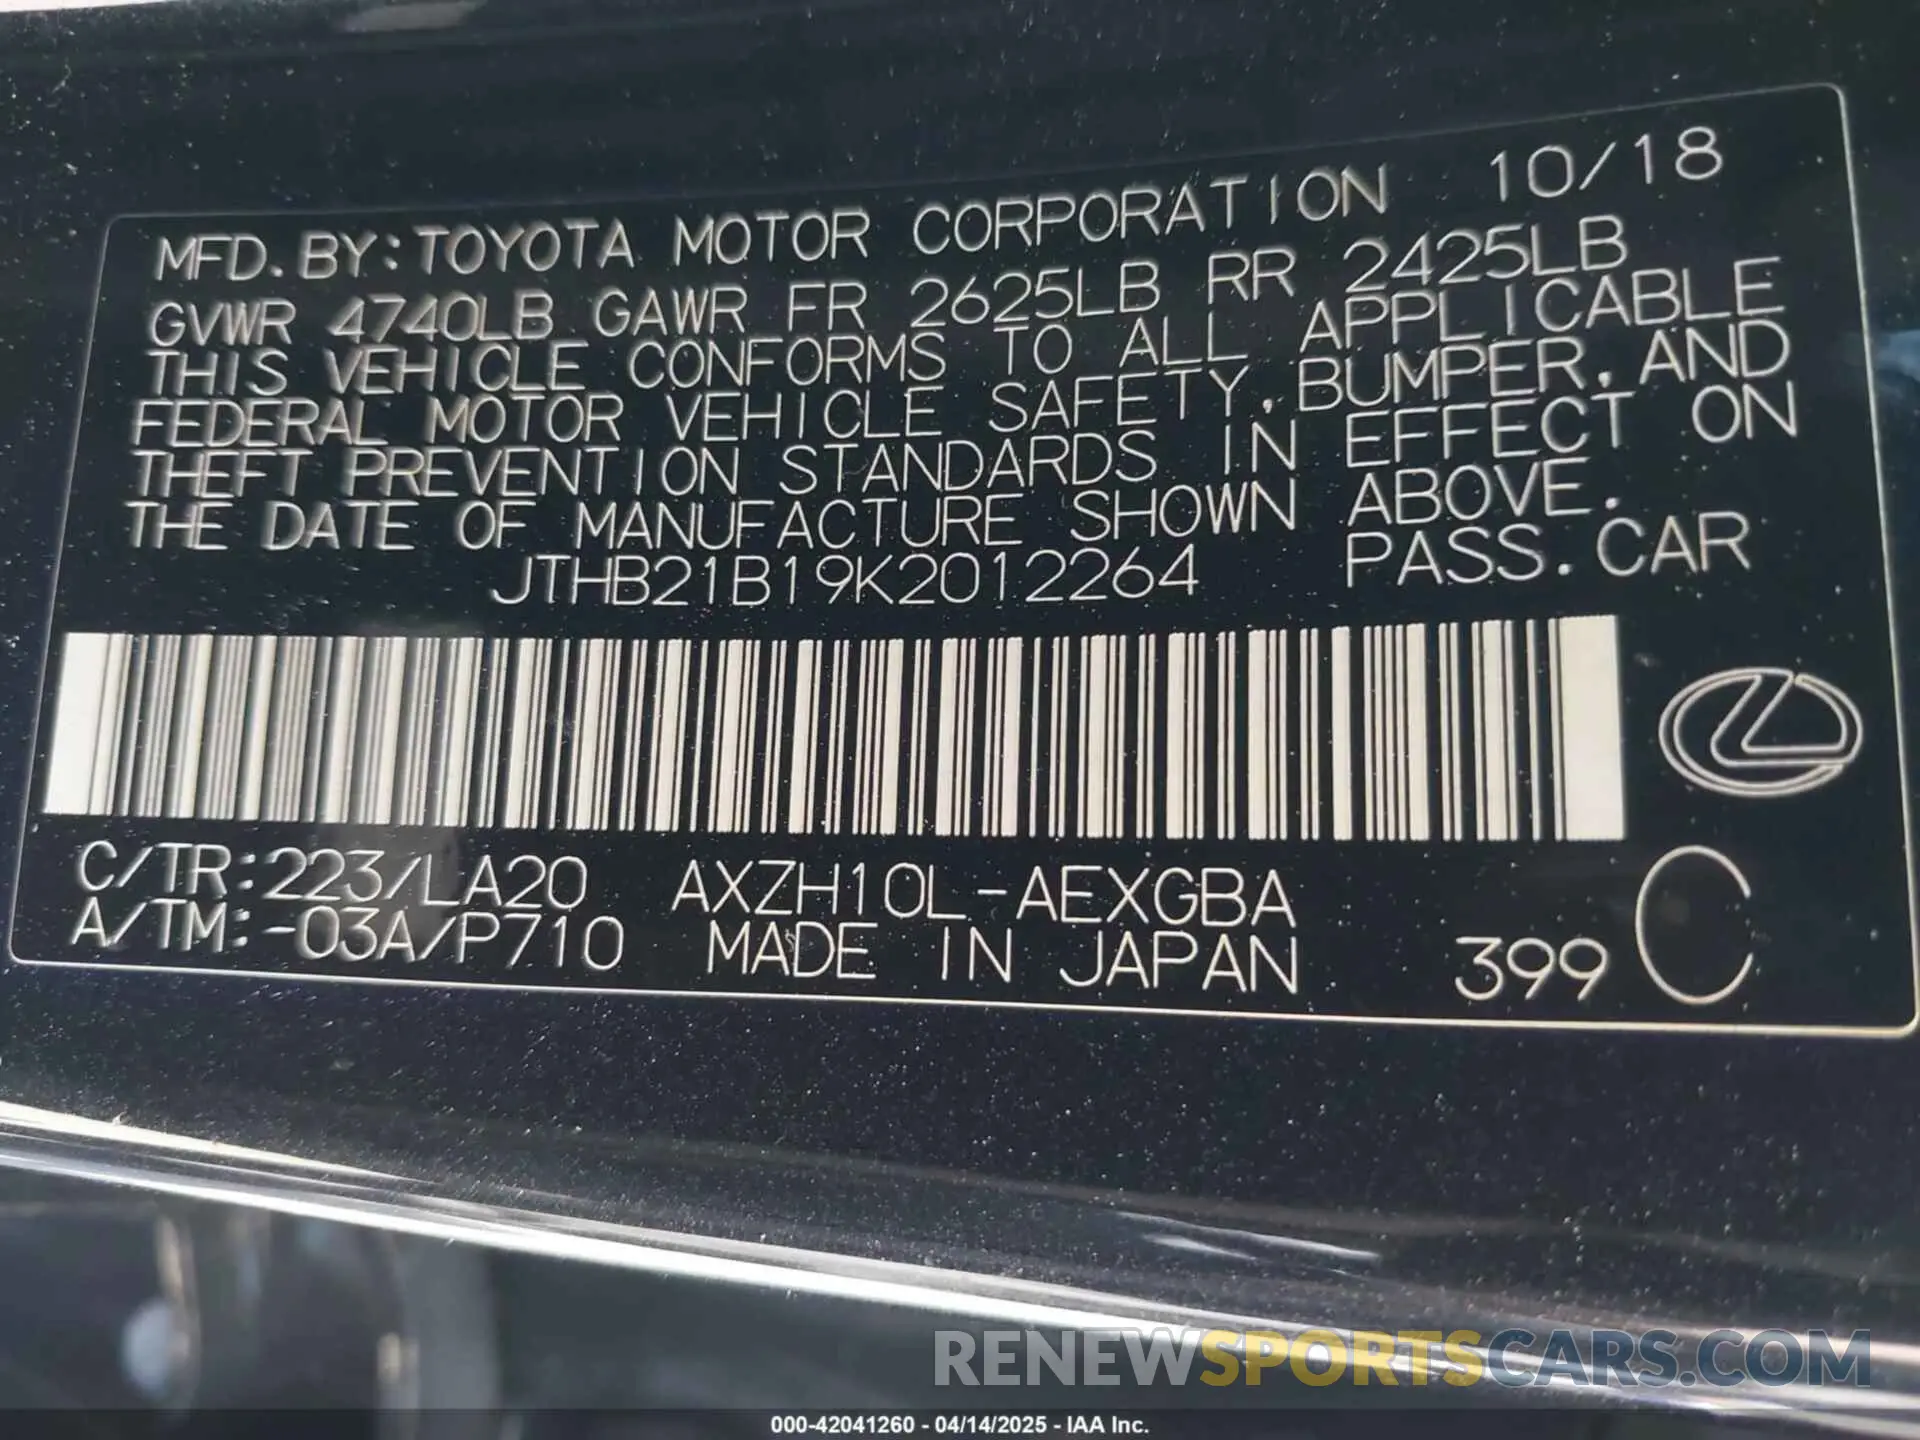 MFD. BY: TOYOTA MOTOR CORPORATION 10/18
GVWR 4740LB GAWR FR 2625LB RR 2425LB
THIS VEHICLE CONFORMS TO ALL APPLICABLE
FEDERAL MOTOR VEHICLE SAFETY, BUMPER, AND
THEFT PREVENTION STANDARDS IN EFFECT ON
THE DATE OF MANUFACTURE SHOWN ABOVE.
JTHB21B19K2012264 PASS. CAR
C/TR: 223/LA20 AXZH10L-AEXGBA
A/TM: -03A/P710 MADE IN JAPAN 399 C
RENEWSPORTSCARS.COM
000-42041260 - 04/14/2025 - IAA Inc.